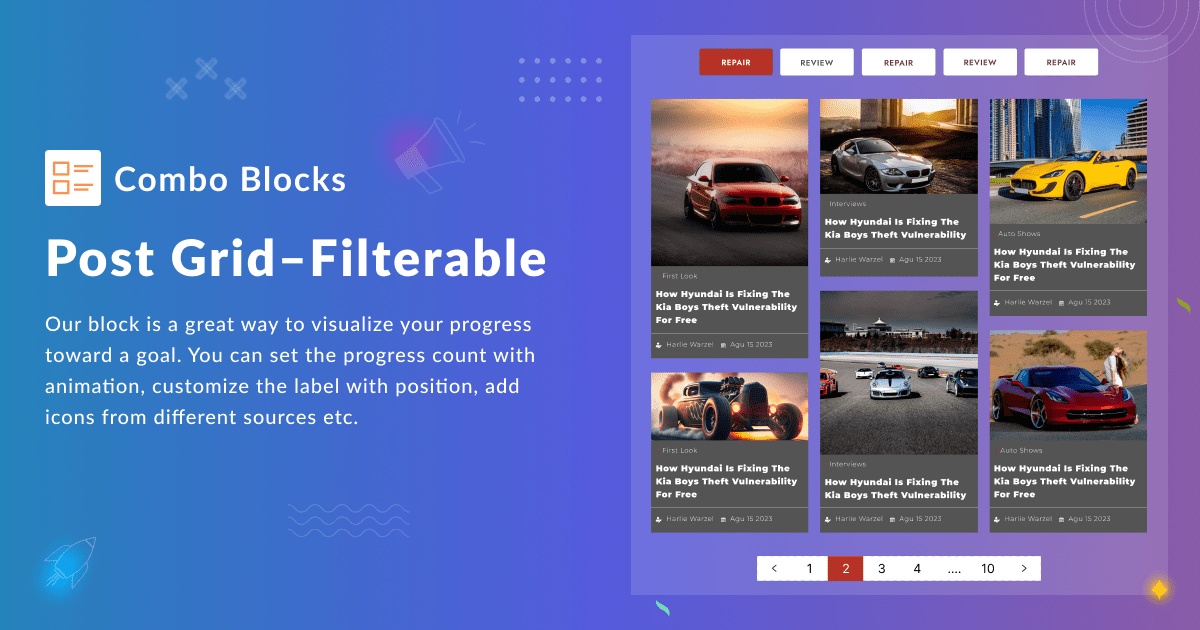 Combo Blocks
Post Grid–Filterable
Our block is a great way to visualize your progress
toward a goal. You can set the progress count with
animation, customize the label with position, add
icons from different sources etc.
REPAIR
REVIEW
REPAIR
REVIEW
REPAIR
First Look
How Hyundai Is Fixing The
Kia Boys Theft Vulnerability
For Free
Harlie Warzel Agu 15 2023
First Look
How Hyundai Is Fixing The
Kia Boys Theft Vulnerability
For Free
Harlie Warzel Agu 15 2023
Interviews
How Hyundai Is Fixing The
Kia Boys Theft Vulnerability
Harlie Warzel Agu 15 2023
Interviews
How Hyundai Is Fixing The
Kia Boys Theft Vulnerability
Harlie Warzel Agu 15 2023
Auto Shows
How Hyundai Is Fixing The
Kia Boys Theft Vulnerability
For Free
Harlie Warzel Agu 15 2023
Auto Shows
How Hyundai Is Fixing The
Kia Boys Theft Vulnerability
For Free
Harlie Warzel Agu 15 2023
< 1 2 3 4 .... 10 >